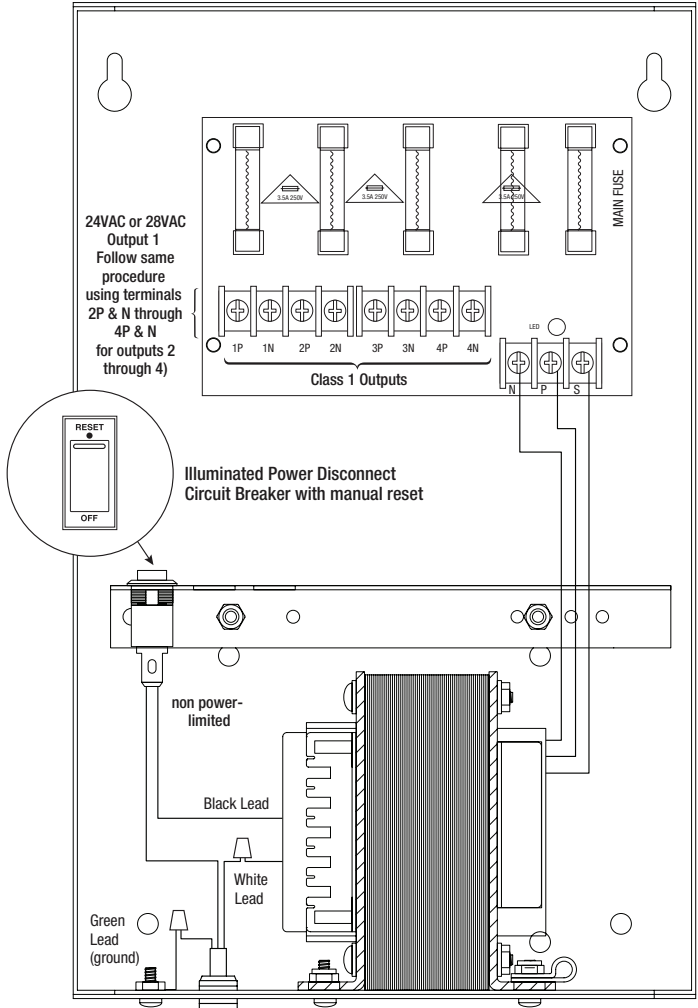 MAIN FUSE
3.5A 250V
3.5A 250V
3.5A 250V
24VAC or 28VAC
Output 1
Follow same
procedure
using terminals
2P & N through
4P & N
for outputs 2
through 4)
LED
1P 1N 2P 2N 3P 3N 4P 4N
Class 1 Outputs
N P S
RESET
OFF
Illuminated Power Disconnect
Circuit Breaker with manual reset
non power-
limited
Black Lead
White
Lead
Green
Lead
(ground)